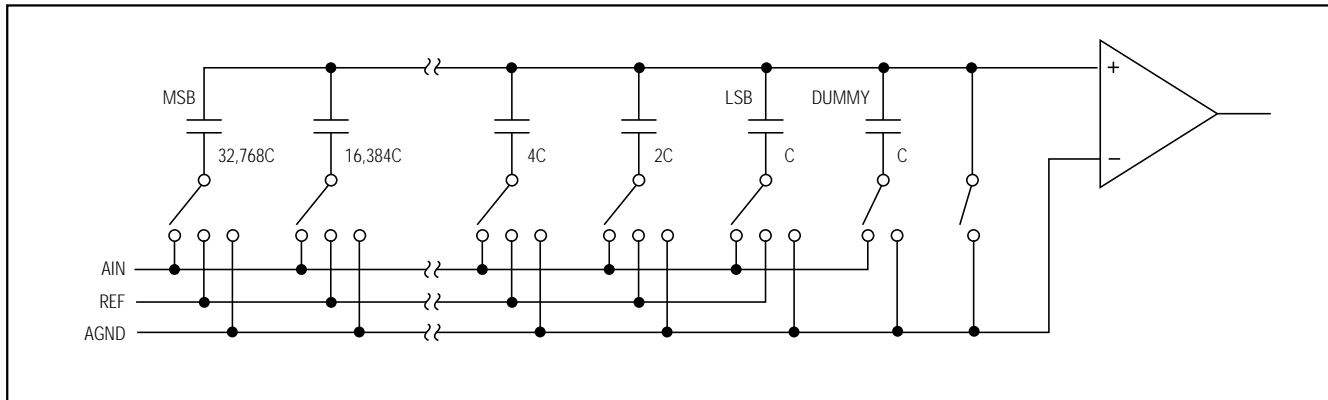 MSB
LSB
DUMMY
32,768C
16,384C
4C
2C
C
C
AIN
REF
AGND
+
−